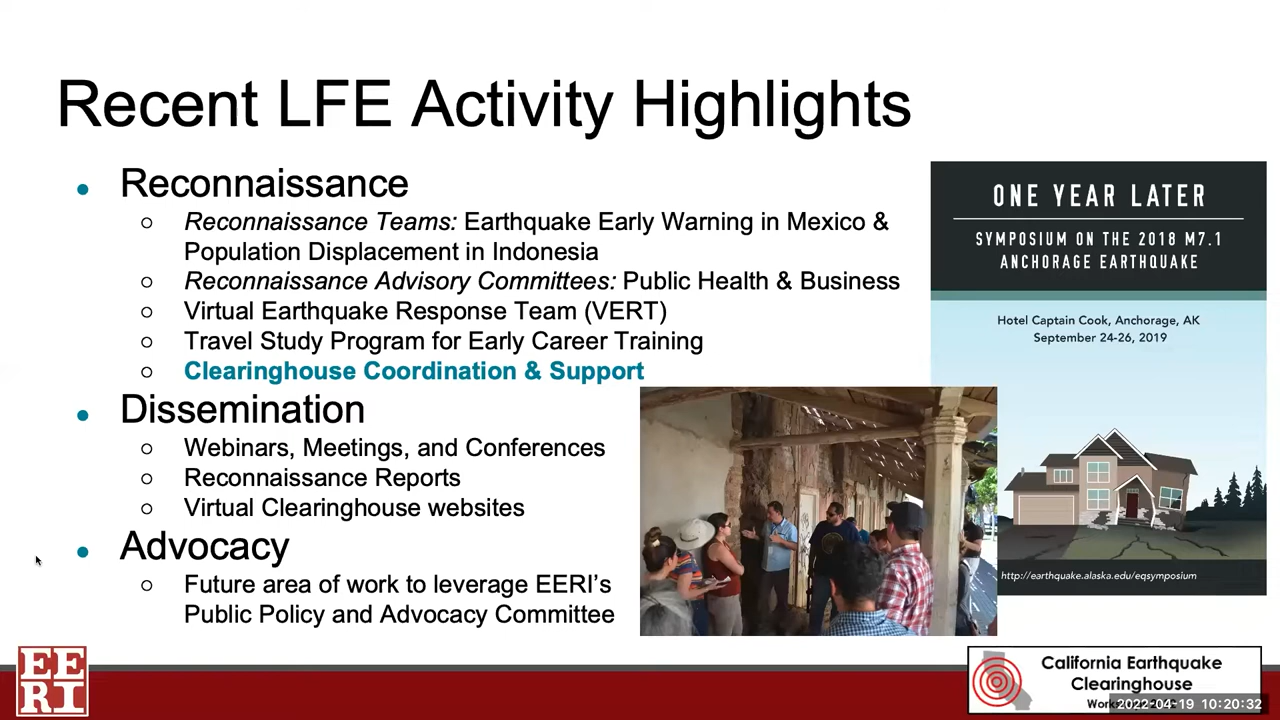 Recent LFE Activity Highlights
Reconnaissance
Reconnaissance Teams: Earthquake Early Warning in Mexico &
Population Displacement in Indonesia
Reconnaissance Advisory Committees: Public Health & Business
Virtual Earthquake Response Team (VERT)
Travel Study Program for Early Career Training
Clearinghouse Coordination & Support
Dissemination
Webinars, Meetings, and Conferences
Reconnaissance Reports
Virtual Clearinghouse websites
Advocacy
Future area of work to leverage EERI's
Public Policy and Advocacy Committee
ONE YEAR LATER
SYMPOSIUM ON THE 2018 M7.1
ANCHORAGE EARTHQUAKE
Hotel Captain Cook, Anchorage, AK
September 24-26, 2019
http://earthquake.alaska.edu/eqsymposium
EE
RI
California Earthquake
Clearinghouse
2022-04-19 10:20:32